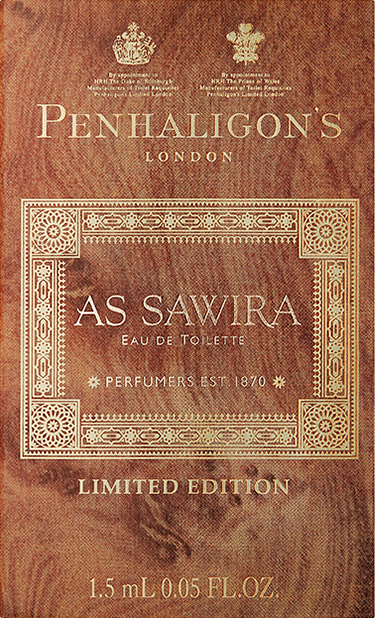 By appointment to
HRH The Duke of Edinburgh
Manufacturers of Toilet Requisites
Penhaligon's Limited London
By appointment to
HRH The Prince of Wales
Manufacturers of Toilet Requisites
Penhaligon's Limited London
PENHALIGON'S
LONDON
AS SAWIRA
EAU DE TOILETTE
PERFUMERS EST. 1870
LIMITED EDITION
1.5 mL 0.05 FL.OZ.